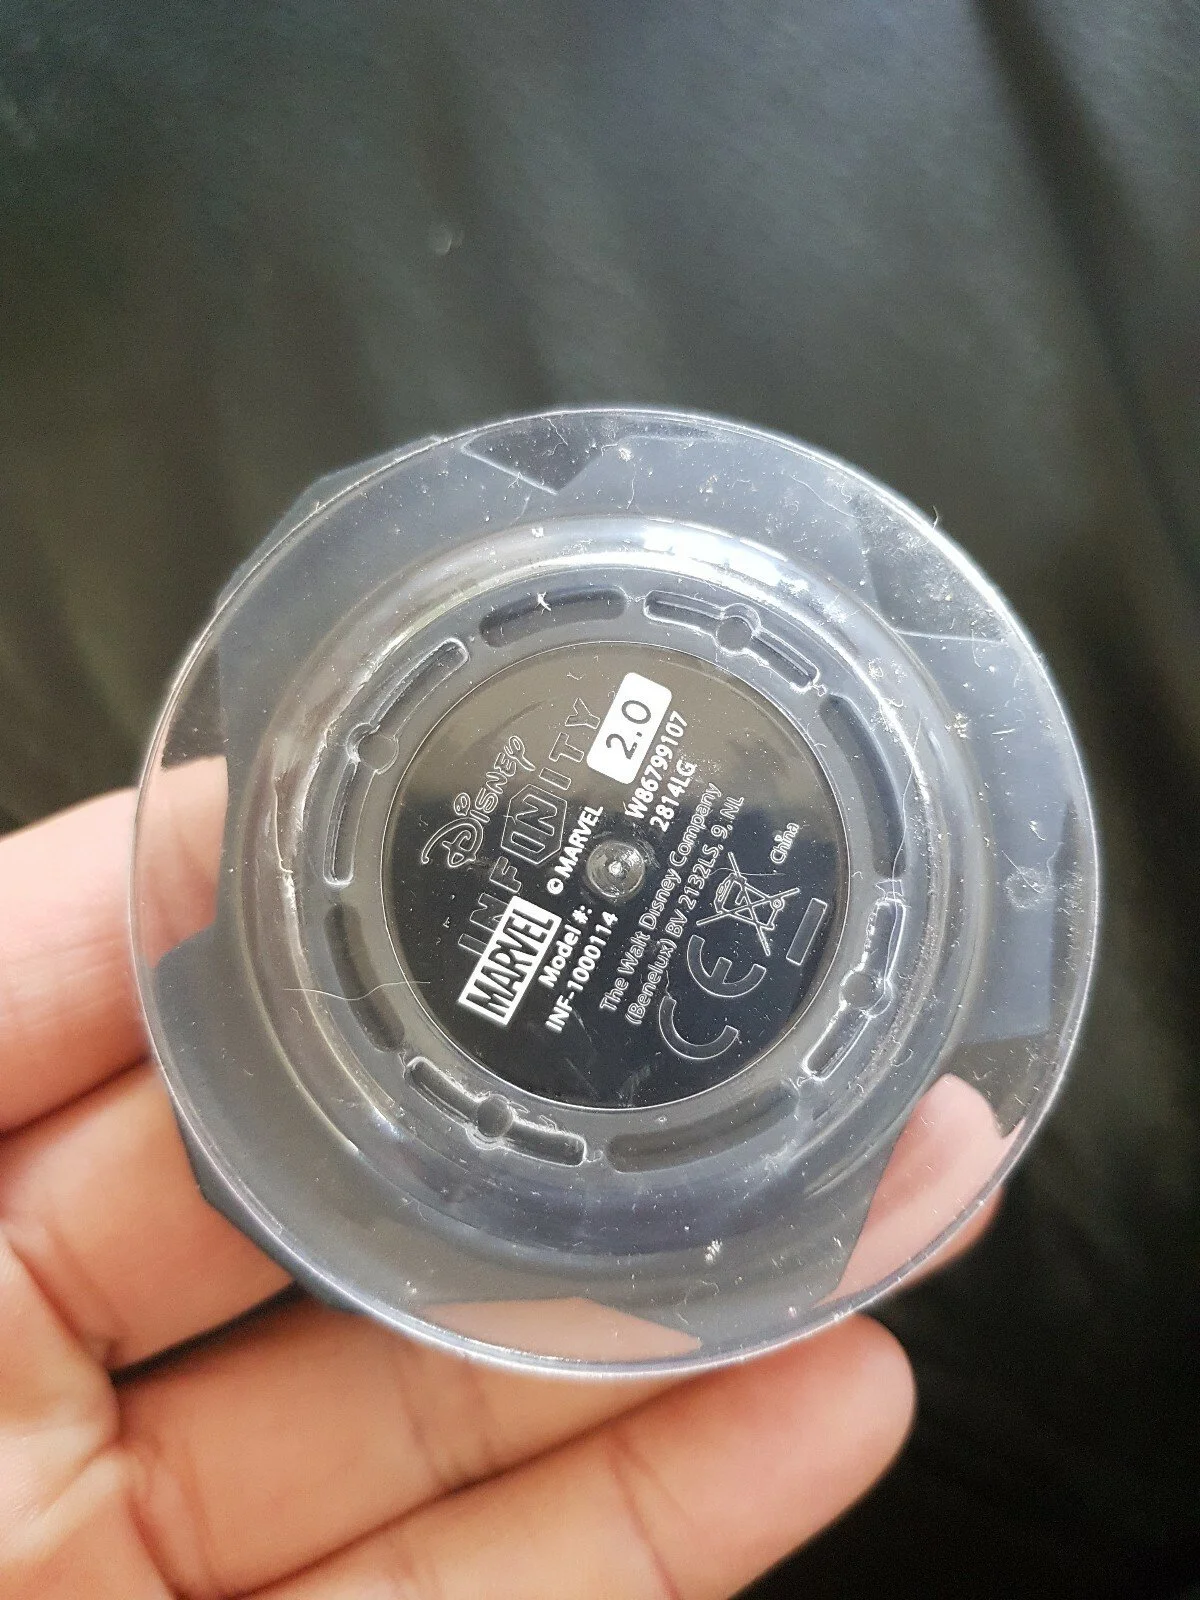 Disney
INFINITY
2.0
MARVEL
© MARVEL
W86799107
Model #:
2814LG
INF-1000114
The Walt Disney Company
(Benelux) BV 2132LS, 9, NL
CE
China